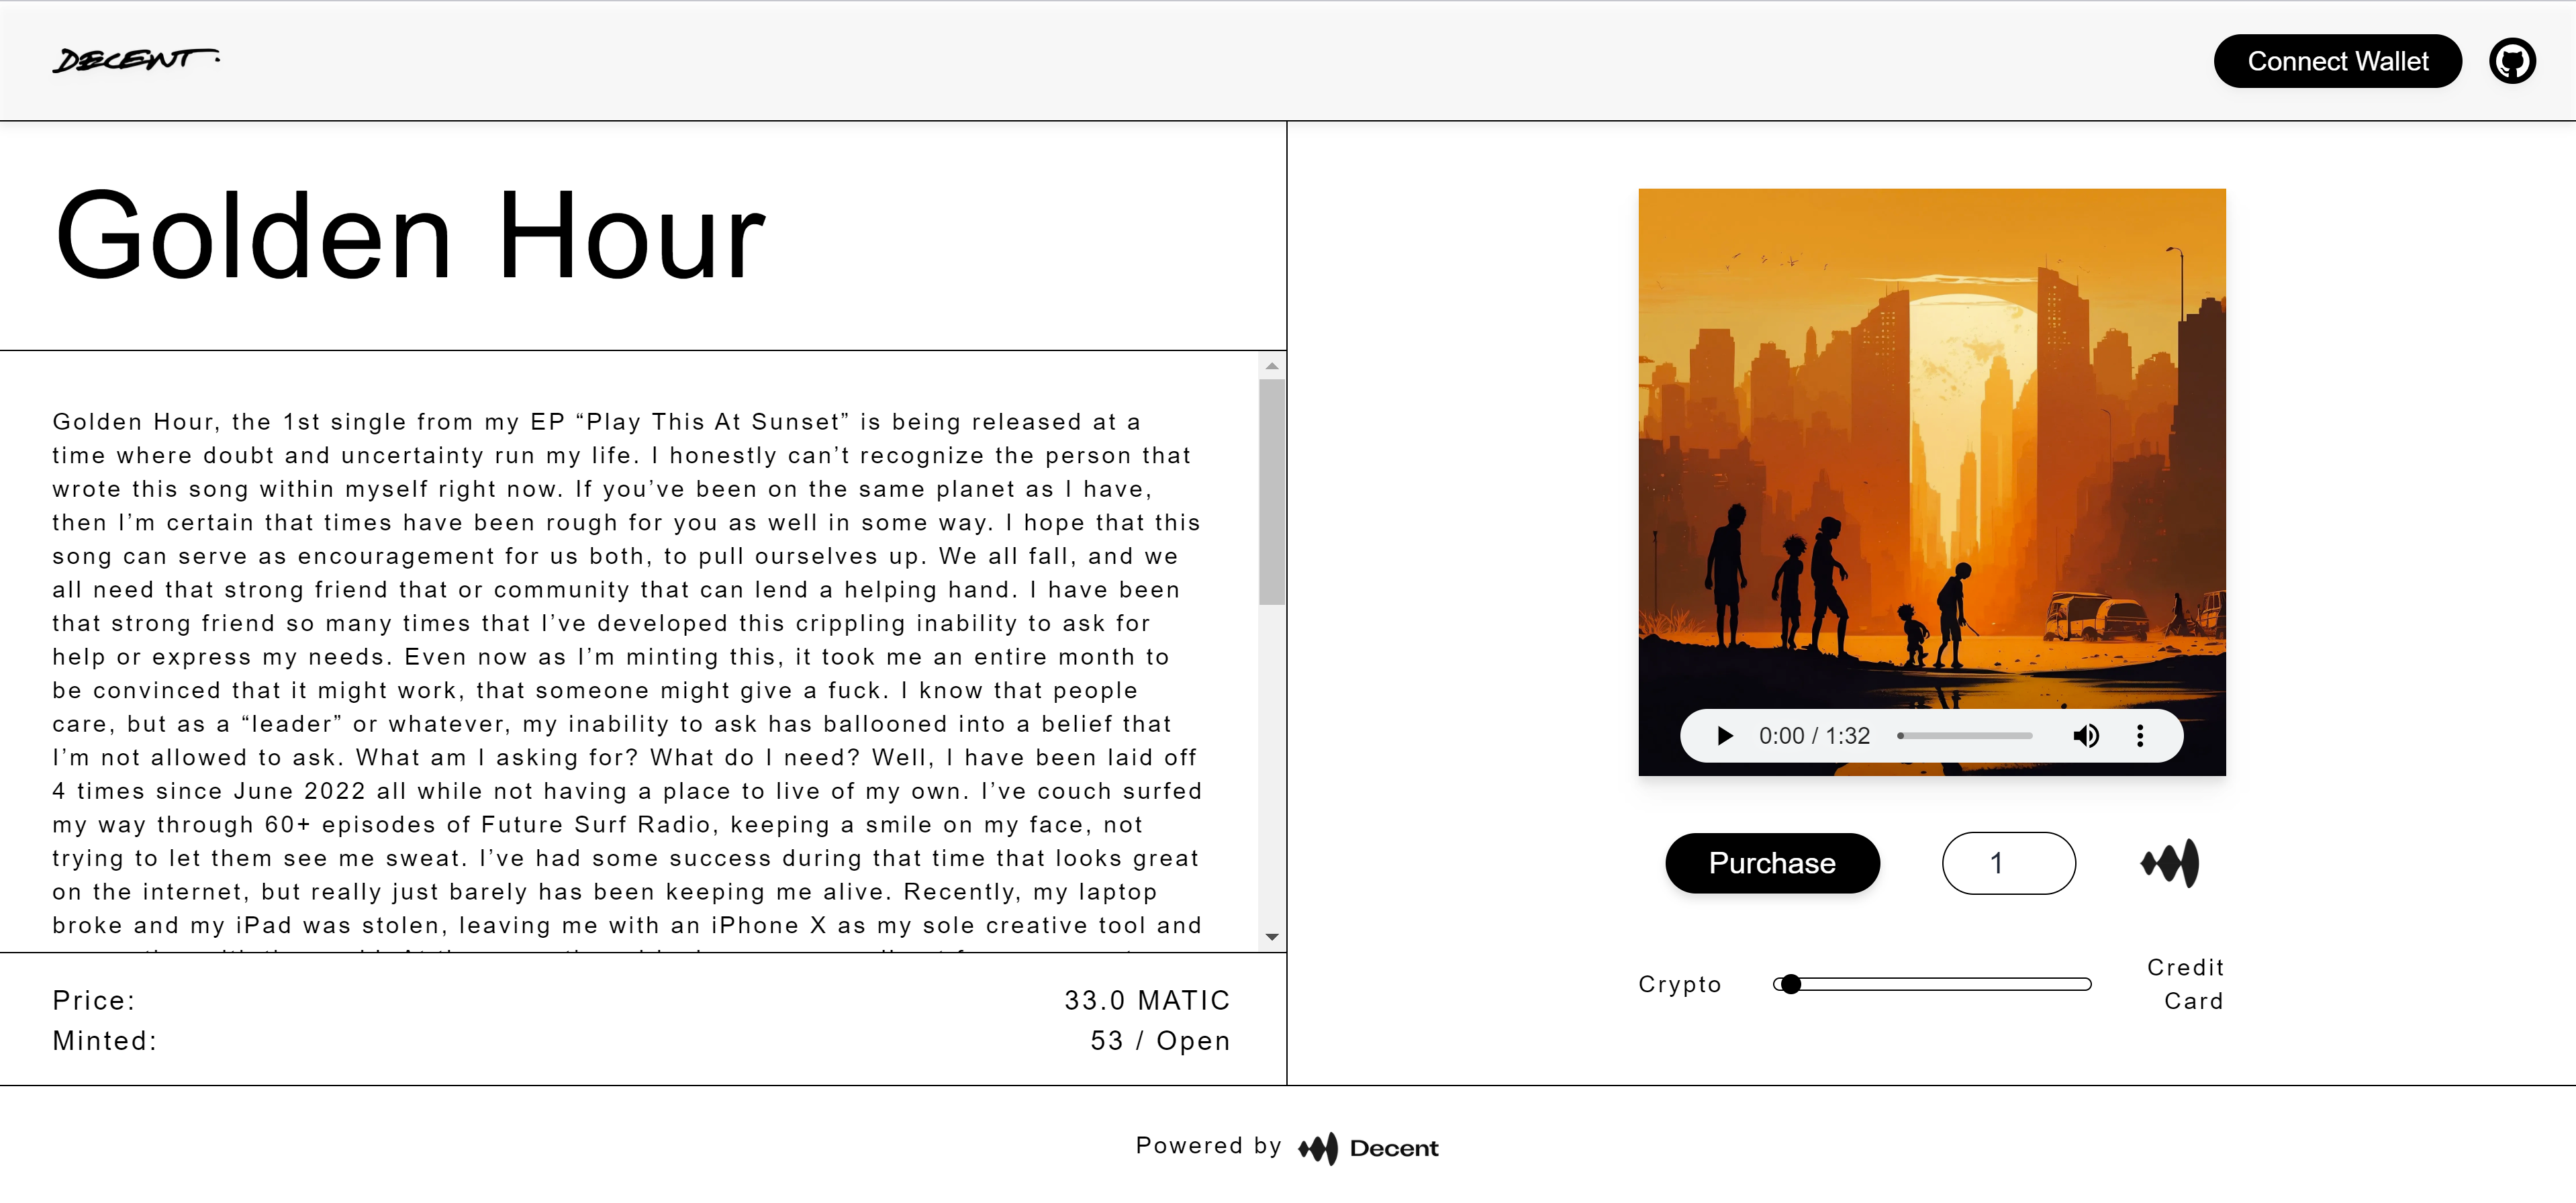 DECENT.
Connect Wallet
Golden Hour
Golden Hour, the 1st single from my EP “Play This At Sunset” is being released at a
time where doubt and uncertainty run my life. I honestly can’t recognize the person that
wrote this song within myself right now. If you’ve been on the same planet as I have,
then I’m certain that times have been rough for you as well in some way. I hope that this
song can serve as encouragement for us both, to pull ourselves up. We all fall, and we
all need that strong friend that or community that can lend a helping hand. I have been
that strong friend so many times that I’ve developed this crippling inability to ask for
help or express my needs. Even now as I’m minting this, it took me an entire month to
be convinced that it might work, that someone might give a fuck. I know that people
care, but as a “leader” or whatever, my inability to ask has ballooned into a belief that
I’m not allowed to ask. What am I asking for? What do I need? Well, I have been laid off
4 times since June 2022 all while not having a place to live of my own. I’ve couch surfed
my way through 60+ episodes of Future Surf Radio, keeping a smile on my face, not
trying to let them see me sweat. I’ve had some success during that time that looks great
on the internet, but really just barely has been keeping me alive. Recently, my laptop
broke and my iPad was stolen, leaving me with an iPhone X as my sole creative tool and
Price: 33.0 MATIC
Minted: 53 / Open
0:00 / 1:32
Purchase
1
Crypto
Credit
Card
Powered by Decent